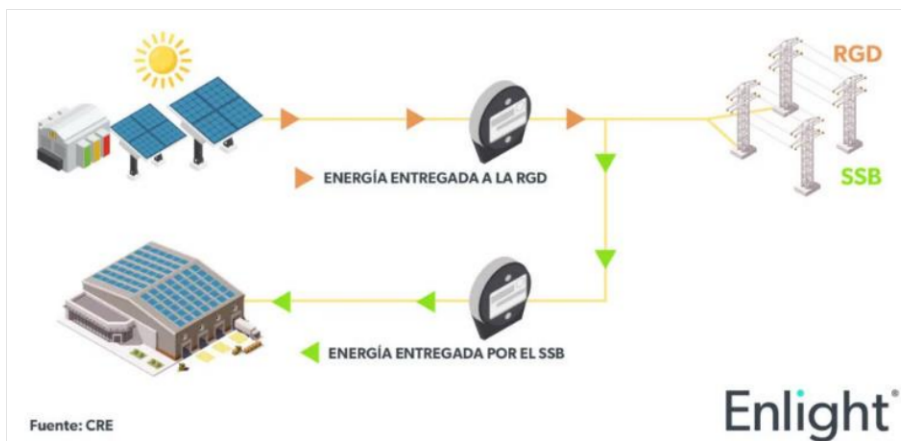 RGD
ENERGÍA ENTREGADA A LA RGD
SSB
ENERGÍA ENTREGADA POR EL SSB
Fuente: CRE
Enlight